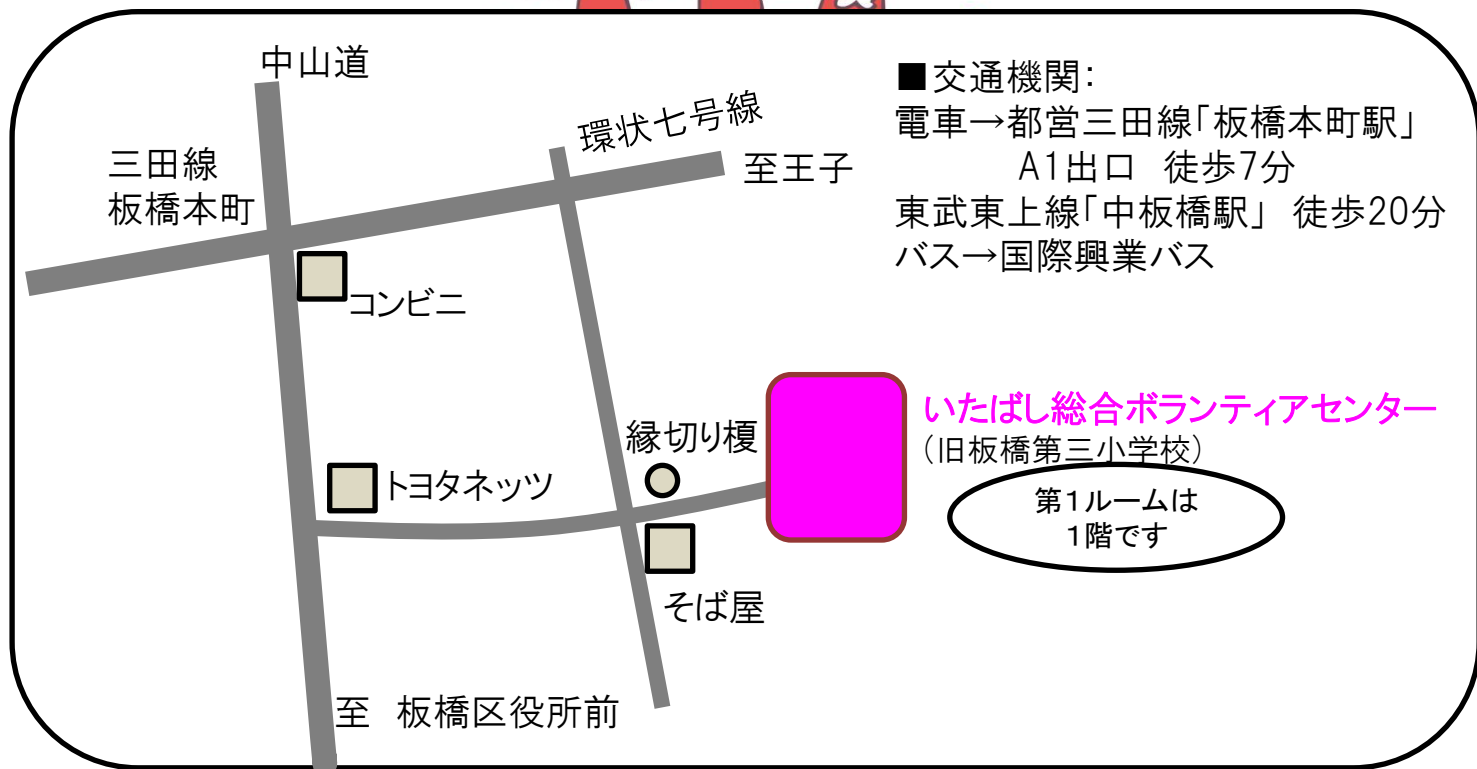 中山道
環状七号線
三田線
板橋本町
至王子
■交通機関：
電車→都営三田線「板橋本町駅」
A1出口　徒歩7分
東武東上線「中板橋駅」 徒歩20分
バス→国際興業バス
コンビニ
いたばし総合ボランティアセンター
（旧板橋第三小学校）
縁切り榎
トヨタネッツ
第１ルームは
１階です
そば屋
至　板橋区役所前